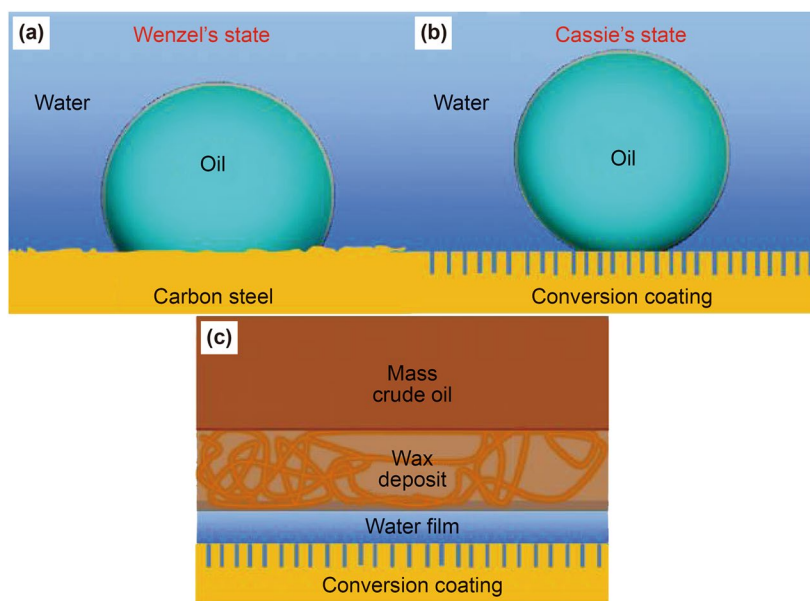 (a)
Wenzel's state
Water
Oil
Carbon steel
(b)
Cassie's state
Water
Oil
Conversion coating
(c)
Mass
crude oil
Wax
deposit
Water film
Conversion coating